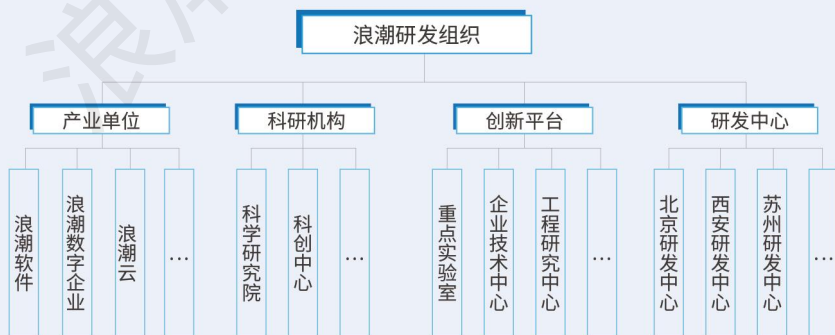 浪潮研发组织
产业单位
科研机构
创新平台
研发中心
浪潮软件
浪潮数字企业
浪潮云
…
科学研究院
科创中心
…
重点实验室
企业技术中心
工程研究中心
…
北京研发中心
西安研发中心
苏州研发中心
…
浪潮